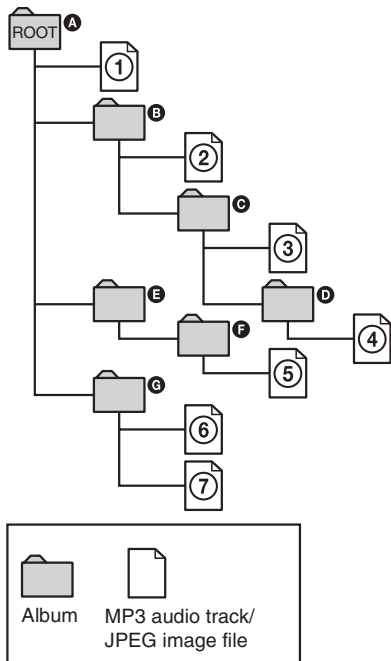 ROOT A
1
B
2
C
3
E
D
F
4
5
G
6
7
Album
MP3 audio track/
JPEG image file